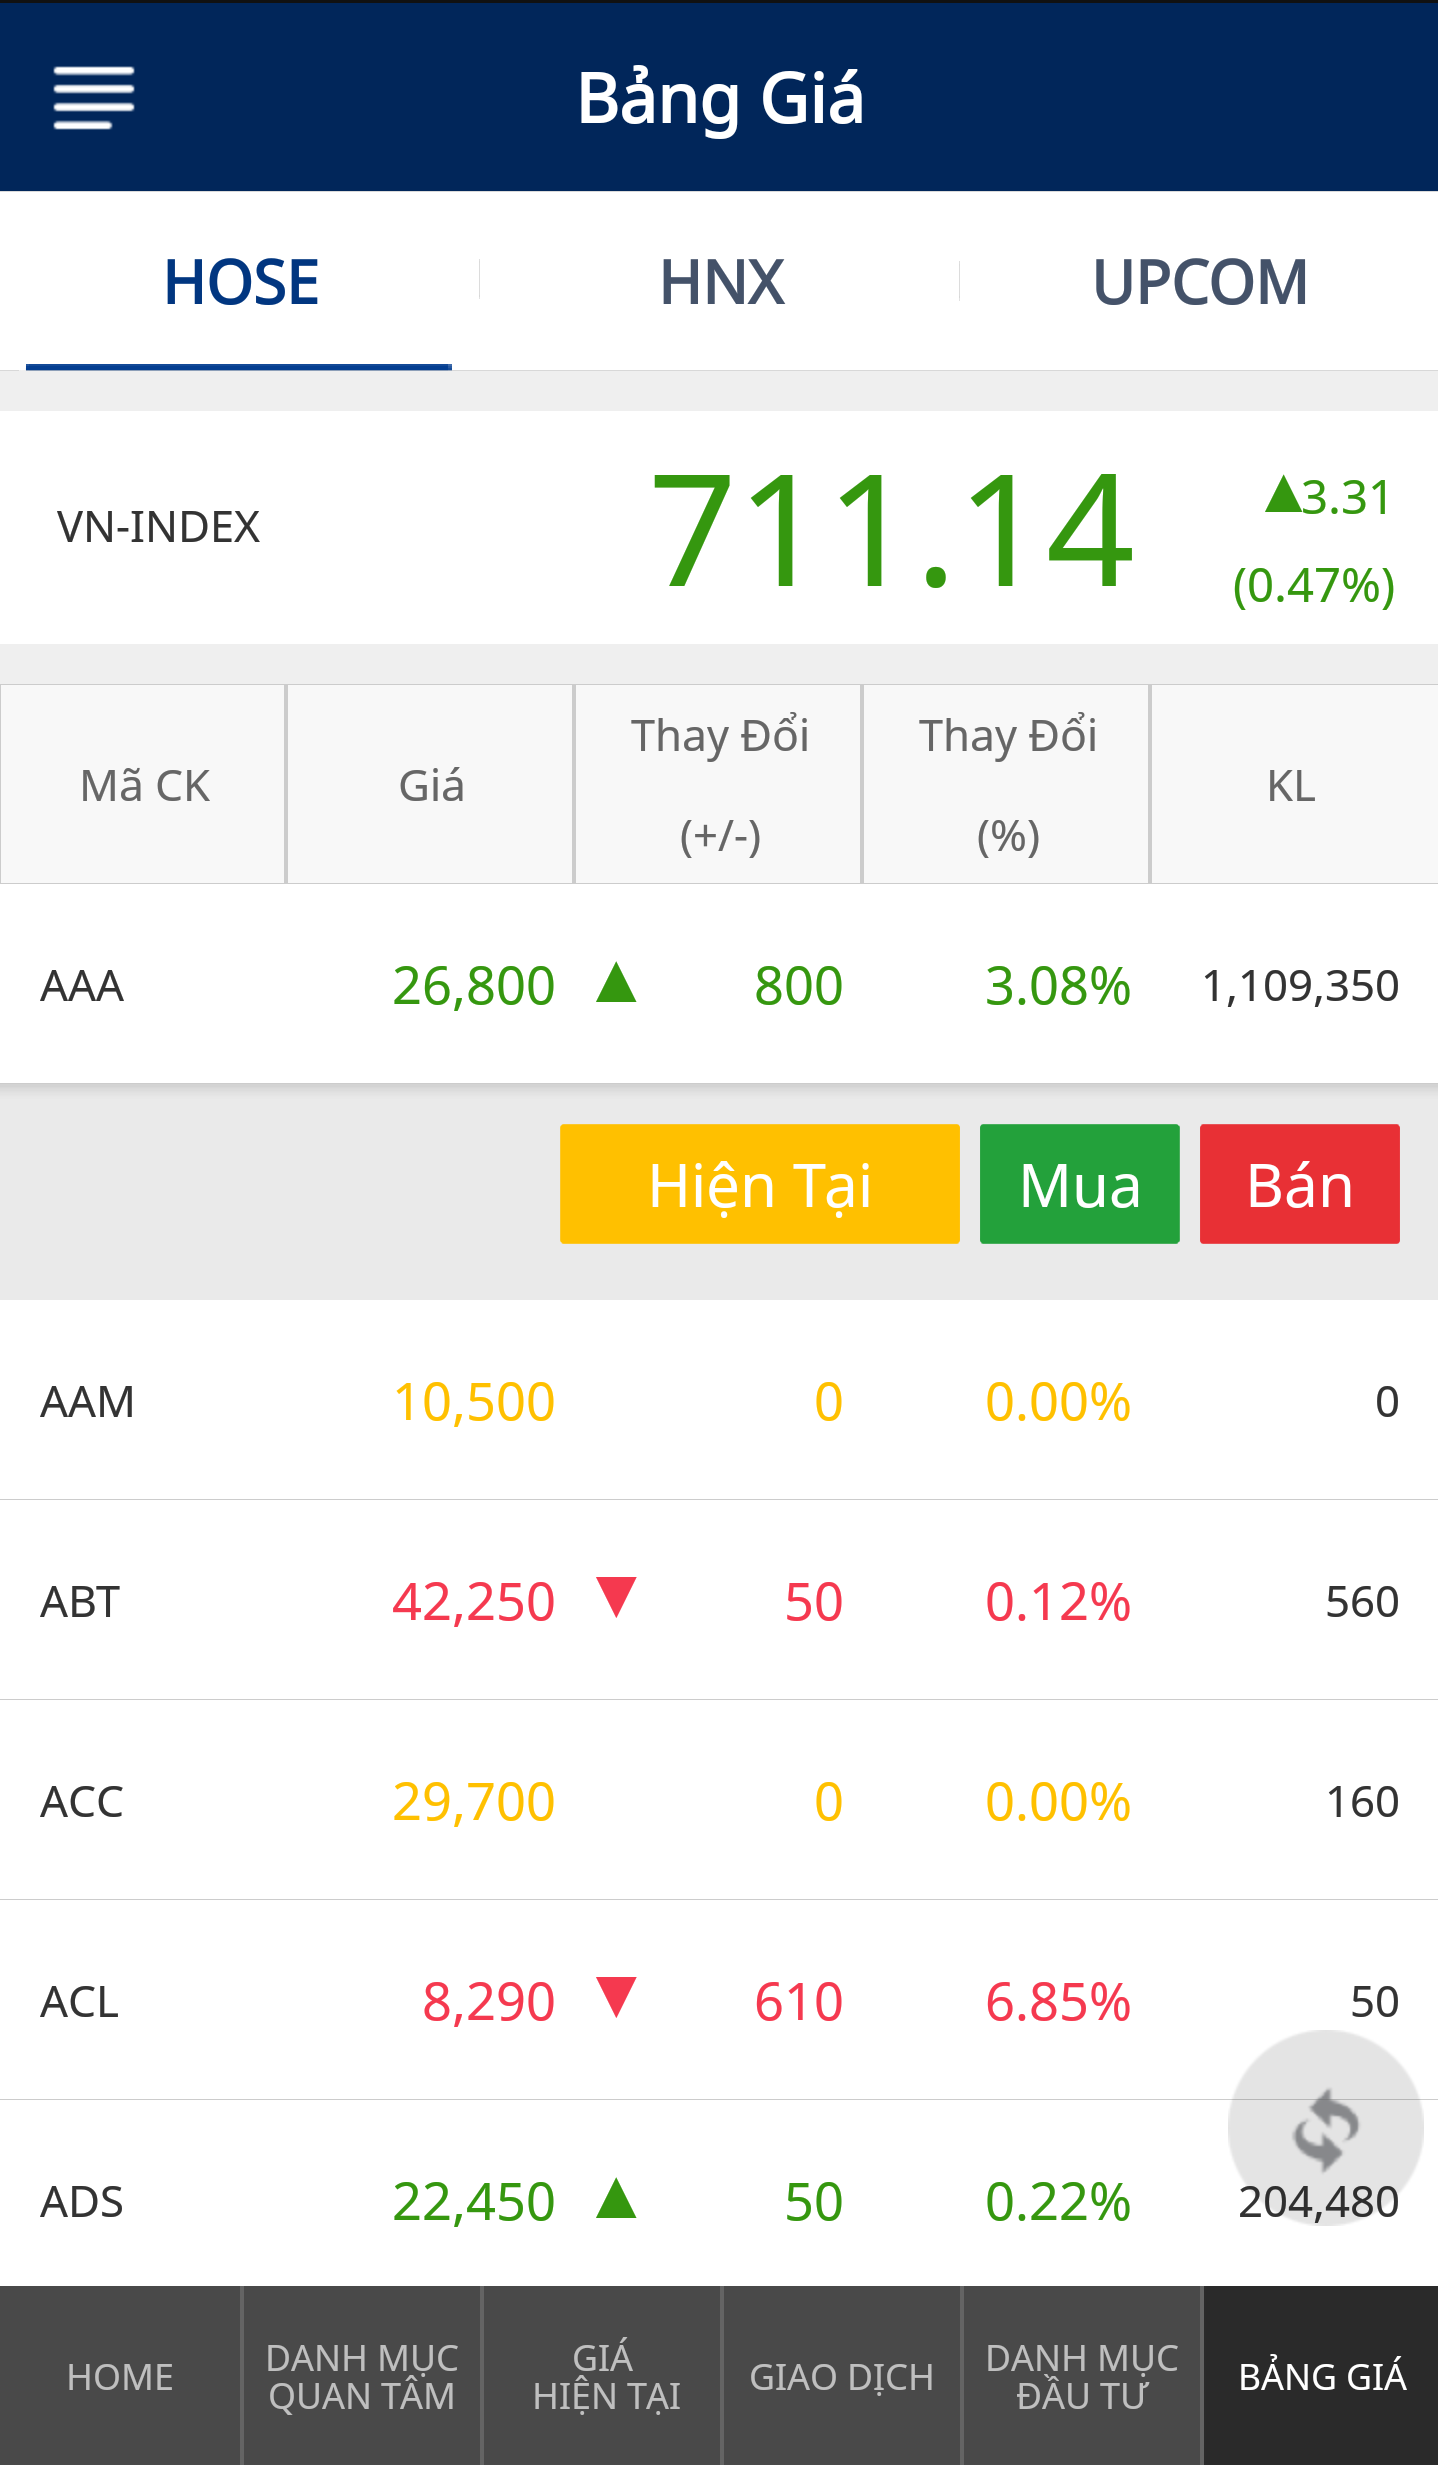 Bảng Giá
HOSE HNX UPCOM
VN-INDEX 711.14 ▲3.31
(0.47%)
Mã CK Giá Thay Đổi (+/-) Thay Đổi (%) KL
AAA 26,800 ▲ 800 3.08% 1,109,350
Hiện Tại Mua Bán
AAM 10,500 0 0.00% 0
ABT 42,250 ▼ 50 0.12% 560
ACC 29,700 0 0.00% 160
ACL 8,290 ▼ 610 6.85% 50
ADS 22,450 ▲ 50 0.22% 204,480
HOME DANH MỤC QUAN TÂM GIÁ HIỆN TẠI GIAO DỊCH DANH MỤC ĐẦU TƯ BẢNG GIÁ